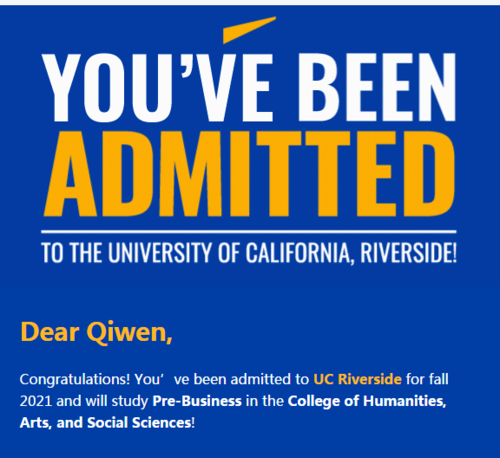 YOU'VE BEEN
ADMITTED
TO THE UNIVERSITY OF CALIFORNIA, RIVERSIDE!
Dear Qiwen,
Congratulations! You’ve been admitted to UC Riverside for fall
2021 and will study Pre-Business in the College of Humanities,
Arts, and Social Sciences!